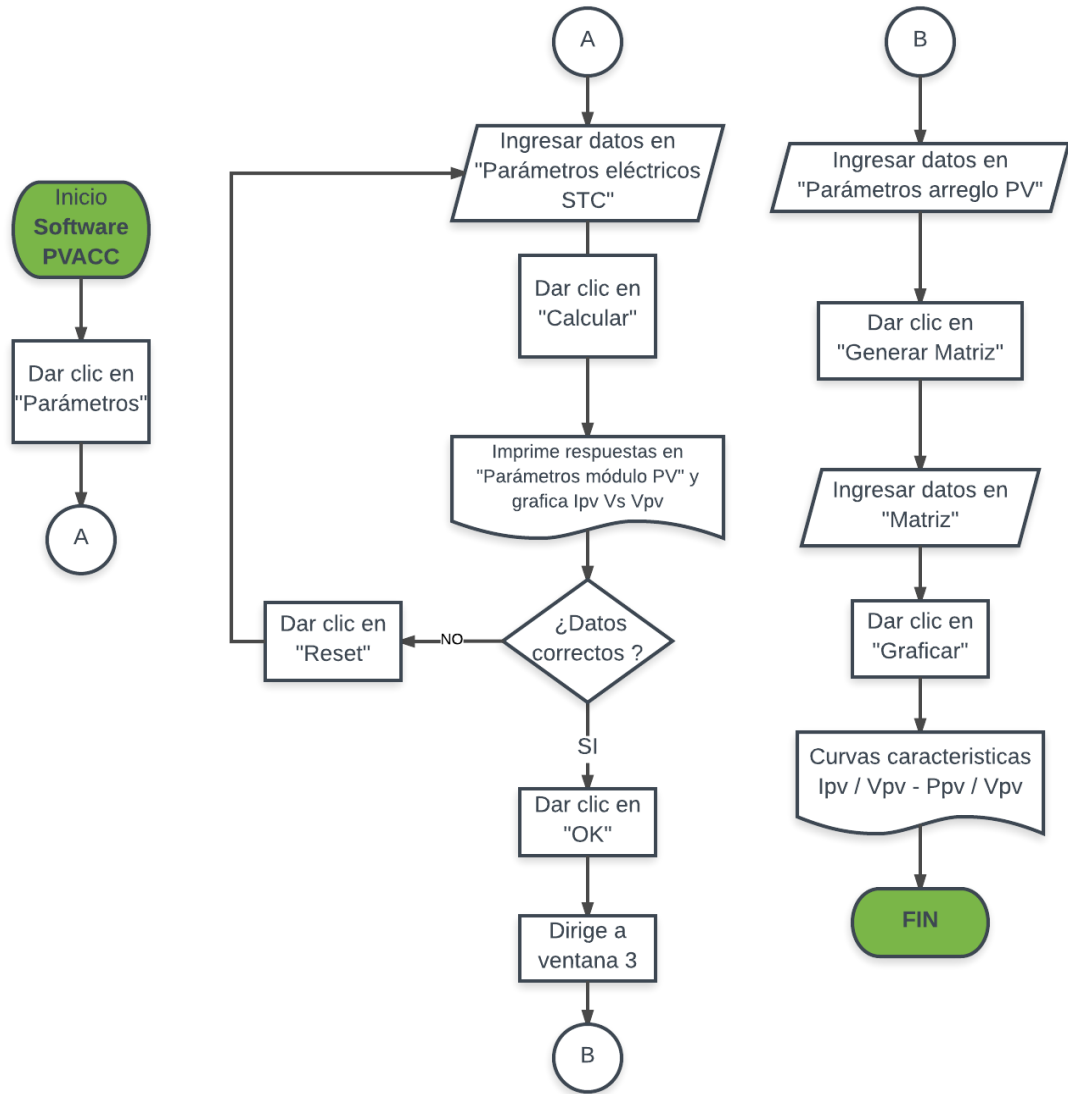 Inicio
Software
PVACC
Dar clic en
"Parámetros"
A
A
Ingresar datos en
"Parámetros eléctricos
STC"
Dar clic en
"Calcular"
Imprime respuestas en
"Parámetros módulo PV" y
grafica Ipv Vs Vpv
¿Datos
correctos ?
NO
Dar clic en
"Reset"
SI
Dar clic en
"OK"
Dirige a
ventana 3
B
B
Ingresar datos en
"Parámetros arreglo PV"
Dar clic en
"Generar Matriz"
Ingresar datos en
"Matriz"
Dar clic en
"Graficar"
Curvas caracteristicas
Ipv / Vpv - Ppv / Vpv
FIN